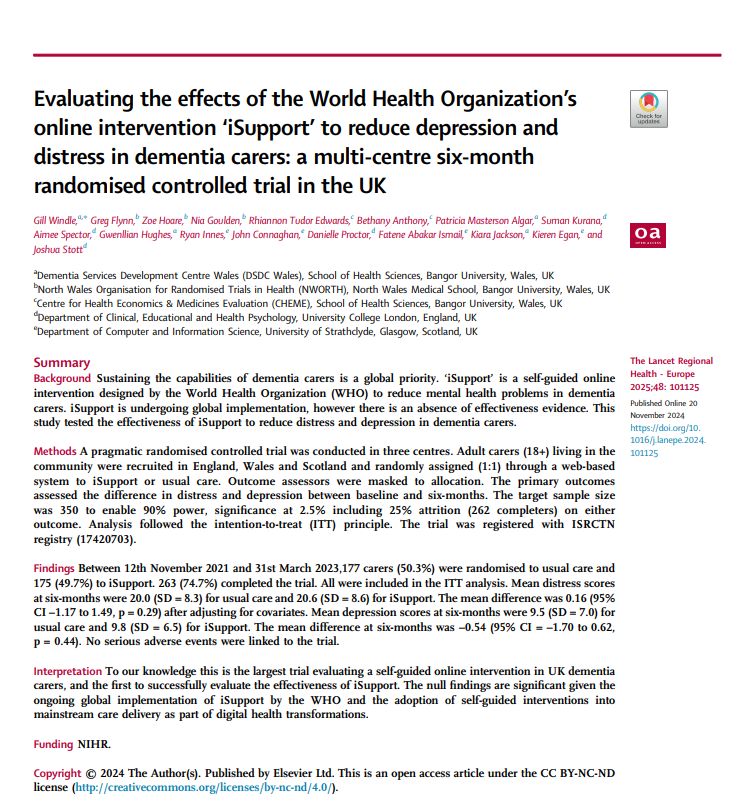 Evaluating the effects of the World Health Organization's
online intervention 'iSupport' to reduce depression and
distress in dementia carers: a multi-centre six-month
randomised controlled trial in the UK
Check for
updates
Gill Windle,a,∗ Greg Flynn,b Zoe Hoare,b Nia Goulden,b Rhiannon Tudor Edwards,c Bethany Anthony,c Patricia Masterson Algar,a Suman Kurana,d
Aimee Spector,d Gwenllian Hughes,a Ryan Innes,e John Connaghan,e Danielle Proctor,d Fatene Abakar Ismail,e Kiara Jackson,a Kieren Egan,e and
Joshua Stottd
oa
OPEN ACCESS
aDementia Services Development Centre Wales (DSDC Wales), School of Health Sciences, Bangor University, Wales, UK
bNorth Wales Organisation for Randomised Trials in Health (NWORTH), North Wales Medical School, Bangor University, Wales, UK
cCentre for Health Economics & Medicines Evaluation (CHEME), School of Health Sciences, Bangor University, Wales, UK
dDepartment of Clinical, Educational and Health Psychology, University College London, England, UK
eDepartment of Computer and Information Science, University of Strathclyde, Glasgow, Scotland, UK
Summary
Background Sustaining the capabilities of dementia carers is a global priority. 'iSupport' is a self-guided online
intervention designed by the World Health Organization (WHO) to reduce mental health problems in dementia
carers. iSupport is undergoing global implementation, however there is an absence of effectiveness evidence. This
study tested the effectiveness of iSupport to reduce distress and depression in dementia carers.
Methods A pragmatic randomised controlled trial was conducted in three centres. Adult carers (18+) living in the
community were recruited in England, Wales and Scotland and randomly assigned (1:1) through a web-based
system to iSupport or usual care. Outcome assessors were masked to allocation. The primary outcomes
assessed the difference in distress and depression between baseline and six-months. The target sample size
was 350 to enable 90% power, significance at 2.5% including 25% attrition (262 completers) on either
outcome. Analysis followed the intention-to-treat (ITT) principle. The trial was registered with ISRCTN
registry (17420703).
Findings Between 12th November 2021 and 31st March 2023,177 carers (50.3%) were randomised to usual care and
175 (49.7%) to iSupport. 263 (74.7%) completed the trial. All were included in the ITT analysis. Mean distress scores
at six-months were 20.0 (SD = 8.3) for usual care and 20.6 (SD = 8.6) for iSupport. The mean difference was 0.16 (95%
CI −1.17 to 1.49, p = 0.29) after adjusting for covariates. Mean depression scores at six-months were 9.5 (SD = 7.0) for
usual care and 9.8 (SD = 6.5) for iSupport. The mean difference at six-months was −0.54 (95% CI = −1.70 to 0.62,
p = 0.44). No serious adverse events were linked to the trial.
Interpretation To our knowledge this is the largest trial evaluating a self-guided online intervention in UK dementia
carers, and the first to successfully evaluate the effectiveness of iSupport. The null findings are significant given the
ongoing global implementation of iSupport by the WHO and the adoption of self-guided interventions into
mainstream care delivery as part of digital health transformations.
Funding NIHR.
Copyright © 2024 The Author(s). Published by Elsevier Ltd. This is an open access article under the CC BY-NC-ND
license (http://creativecommons.org/licenses/by-nc-nd/4.0/).
The Lancet Regional
Health - Europe
2025;48: 101125
Published Online 20
November 2024
https://doi.org/10.
1016/j.lanepe.2024.
101125